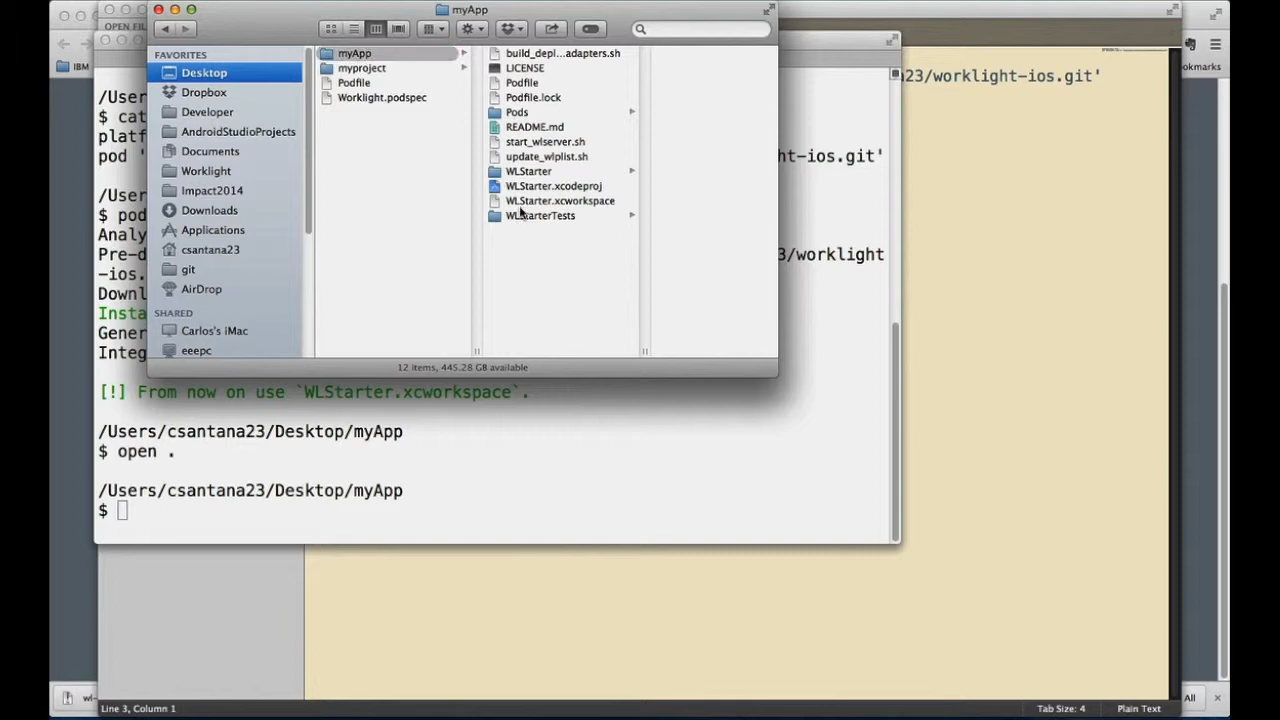 myApp
OPEN FILE
FAVORITES
Desktop
Dropbox
Developer
AndroidStudioProjects
Documents
Worklight
Impact2014
Downloads
Applications
csantana23
git
AirDrop
SHARED
Carlos's iMac
eeepc
myApp
myproject
Podfile
Worklight.podspec
build_depl...adapters.sh
LICENSE
Podfile
Podfile.lock
Pods
README.md
start_wlserver.sh
update_wlplist.sh
WLStarter
WLStarter.xcodeproj
WLStarter.xcworkspace
WLStarterTests
12 items, 445.28 GB available
IBM
okmarks
a23/worklight-ios.git'
/User
$ cat
platf
pod '
ht-ios.git'
/User
$ pod
Analy
Pre-d
3/worklight
-ios.
Downl
Insta
Gener
Integ
[!] From now on use `WLStarter.xcworkspace`.
/Users/csantana23/Desktop/myApp
$ open .
/Users/csantana23/Desktop/myApp
$
wl-
All
Line 3, Column 1
Tab Size: 4
Plain Text